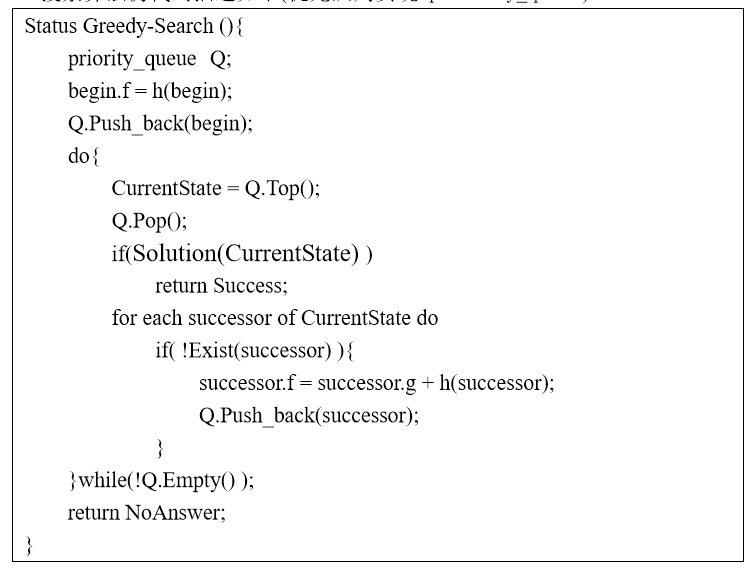 Status Greedy-Search (){
priority_queue Q;
begin.f = h(begin);
Q.Push_back(begin);
do{
CurrentState = Q.Top();
Q.Pop();
if(Solution(CurrentState) )
return Success;
for each successor of CurrentState do
if( !Exist(successor) ){
successor.f = successor.g + h(successor);
Q.Push_back(successor);
}
}while(!Q.Empty() );
return NoAnswer;
}